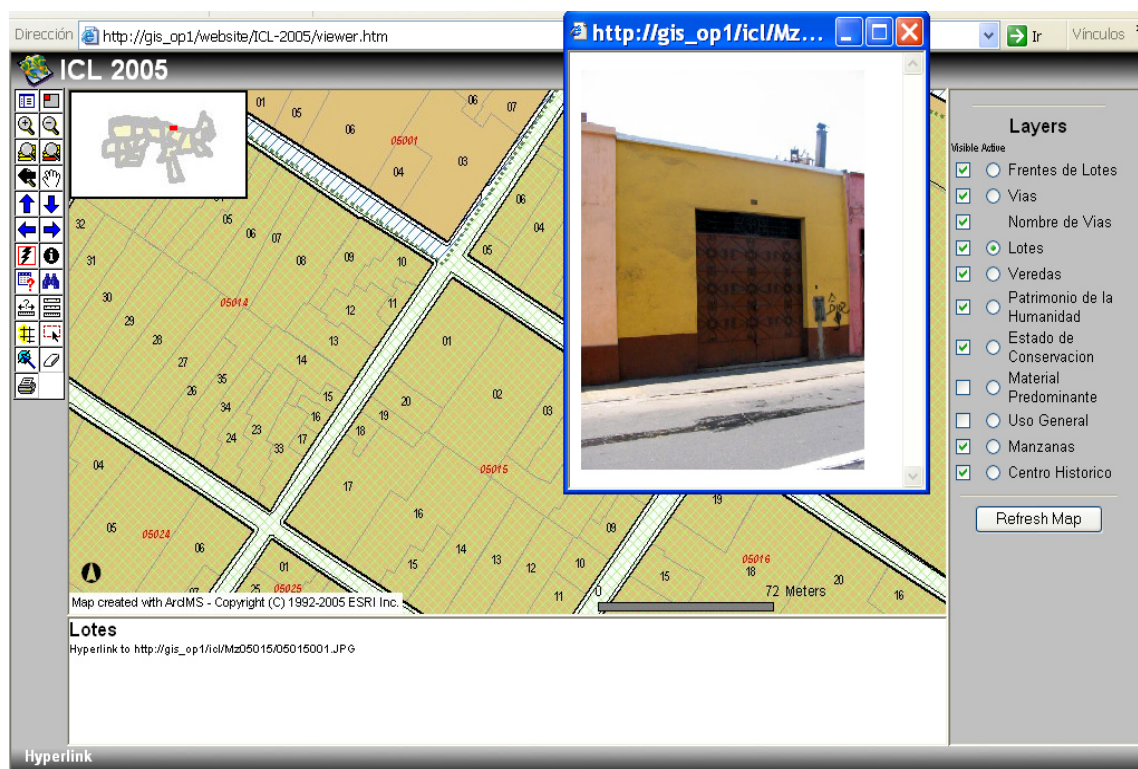 Dirección
http://gis_op1/website/ICL-2005/viewer.htm
Ir
Vínculos
http://gis_op1/icl/Mz...
ICL 2005
01
05
06
05001
04
03
06
07
06
04
05
32
31
30
29
28
27
26
05
06
07
08
09
10
05014
11
12
13
14
15
16
17
18
19
20
35
34
24
23
33
01
02
03
05015
17
16
15
14
13
12
11
10
09
04
05
05024
06
07
01
25
05025
19
05016
18
15
20
16
0
72 Meters
Map created with ArcIMS - Copyright (C) 1992-2005 ESRI Inc.
Layers
Visible Active
Frentes de Lotes
Vias
Nombre de Vias
Lotes
Veredas
Patrimonio de la
Humanidad
Estado de
Conservacion
Material
Predominante
Uso General
Manzanas
Centro Historico
Refresh Map
Lotes
Hyperlink to http://gis_op1/icl/Mz05015/05015001.JPG
Hyperlink